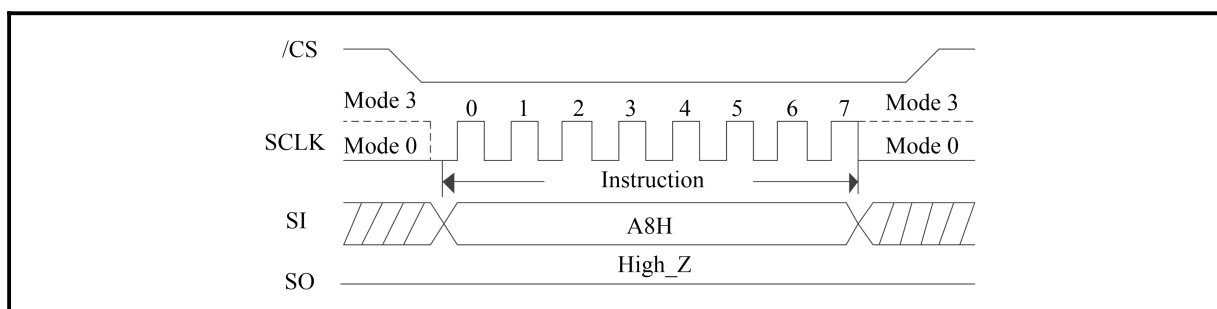 /CS
Mode 3 0 1 2 3 4 5 6 7 Mode 3
SCLK Mode 0 Mode 0
Instruction
SI A8H
High_Z
SO